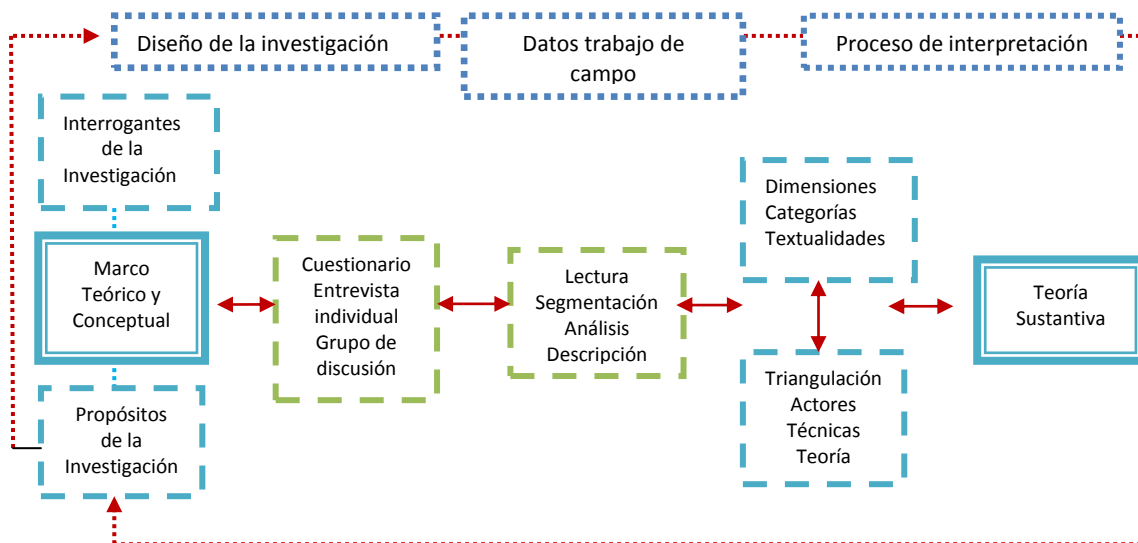 Diseño de la investigación
Datos trabajo de
campo
Proceso de interpretación
Interrogantes
de la
Investigación
Marco
Teórico y
Conceptual
Propósitos
de la
Investigación
Cuestionario
Entrevista
individual
Grupo de
discusión
Lectura
Segmentación
Análisis
Descripción
Dimensiones
Categorías
Textualidades
Triangulación
Actores
Técnicas
Teoría
Teoría
Sustantiva